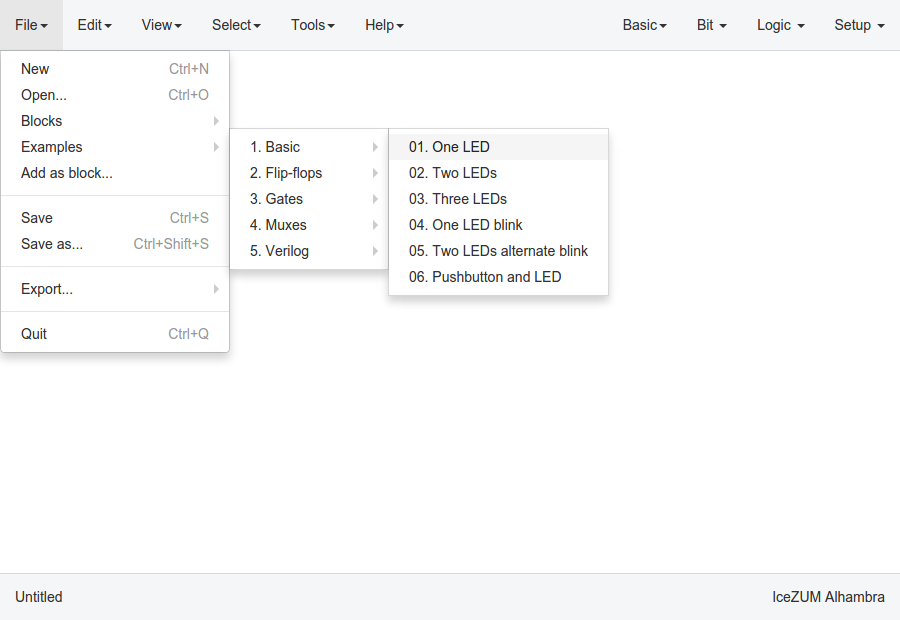 File Edit View Select Tools Help Basic Bit Logic Setup
New Ctrl+N
Open... Ctrl+O
Blocks
Examples
Add as block...
Save Ctrl+S
Save as... Ctrl+Shift+S
Export...
Quit Ctrl+Q
1. Basic
2. Flip-flops
3. Gates
4. Muxes
5. Verilog
01. One LED
02. Two LEDs
03. Three LEDs
04. One LED blink
05. Two LEDs alternate blink
06. Pushbutton and LED
Untitled IceZUM Alhambra